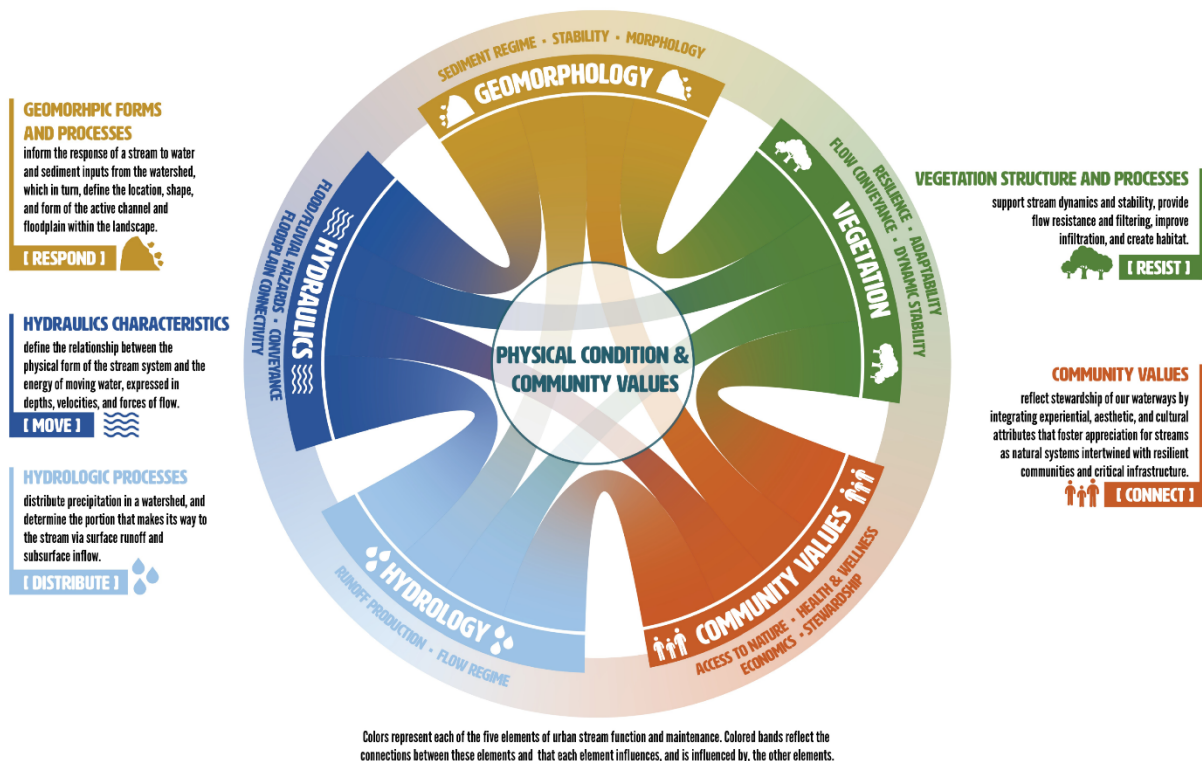 SEDIMENT REGIME • STABILITY • MORPHOLOGY
GEOMORPHOLOGY
GEOMORHPIC FORMS
AND PROCESSES
inform the response of a stream to water
and sediment inputs from the watershed,
which in turn, define the location, shape,
and form of the active channel and
floodplain within the landscape.
[ RESPOND ]
HYDRAULICS CHARACTERISTICS
define the relationship between the
physical form of the stream system and the
energy of moving water, expressed in
depths, velocities, and forces of flow.
[ MOVE ]
HYDROLOGIC PROCESSES
distribute precipitation in a watershed, and
determine the portion that makes its way to
the stream via surface runoff and
subsurface inflow.
[ DISTRIBUTE ]
FLOOD/FLUVIAL HAZARDS • CONVEYANCE
FLOODPLAIN CONNECTIVITY
HYDRAULICS
PHYSICAL CONDITION &
COMMUNITY VALUES
VEGETATION
RESILIENCE • ADAPTABILITY
FLOW CONVEYANCE • DYNAMIC STABILITY
HYDROLOGY
RUNOFF PRODUCTION • FLOW REGIME
COMMUNITY VALUES
ACCESS TO NATURE • HEALTH & WELLNESS
ECONOMICS • STEWARDSHIP
VEGETATION STRUCTURE AND PROCESSES
support stream dynamics and stability, provide
flow resistance and filtering, improve
infiltration, and create habitat.
[ RESIST ]
COMMUNITY VALUES
reflect stewardship of our waterways by
integrating experiential, aesthetic, and cultural
attributes that foster appreciation for streams
as natural systems intertwined with resilient
communities and critical infrastructure.
[ CONNECT ]
Colors represent each of the five elements of urban stream function and maintenance. Colored bands reflect the
connections between these elements and that each element influences, and is influenced by, the other elements.